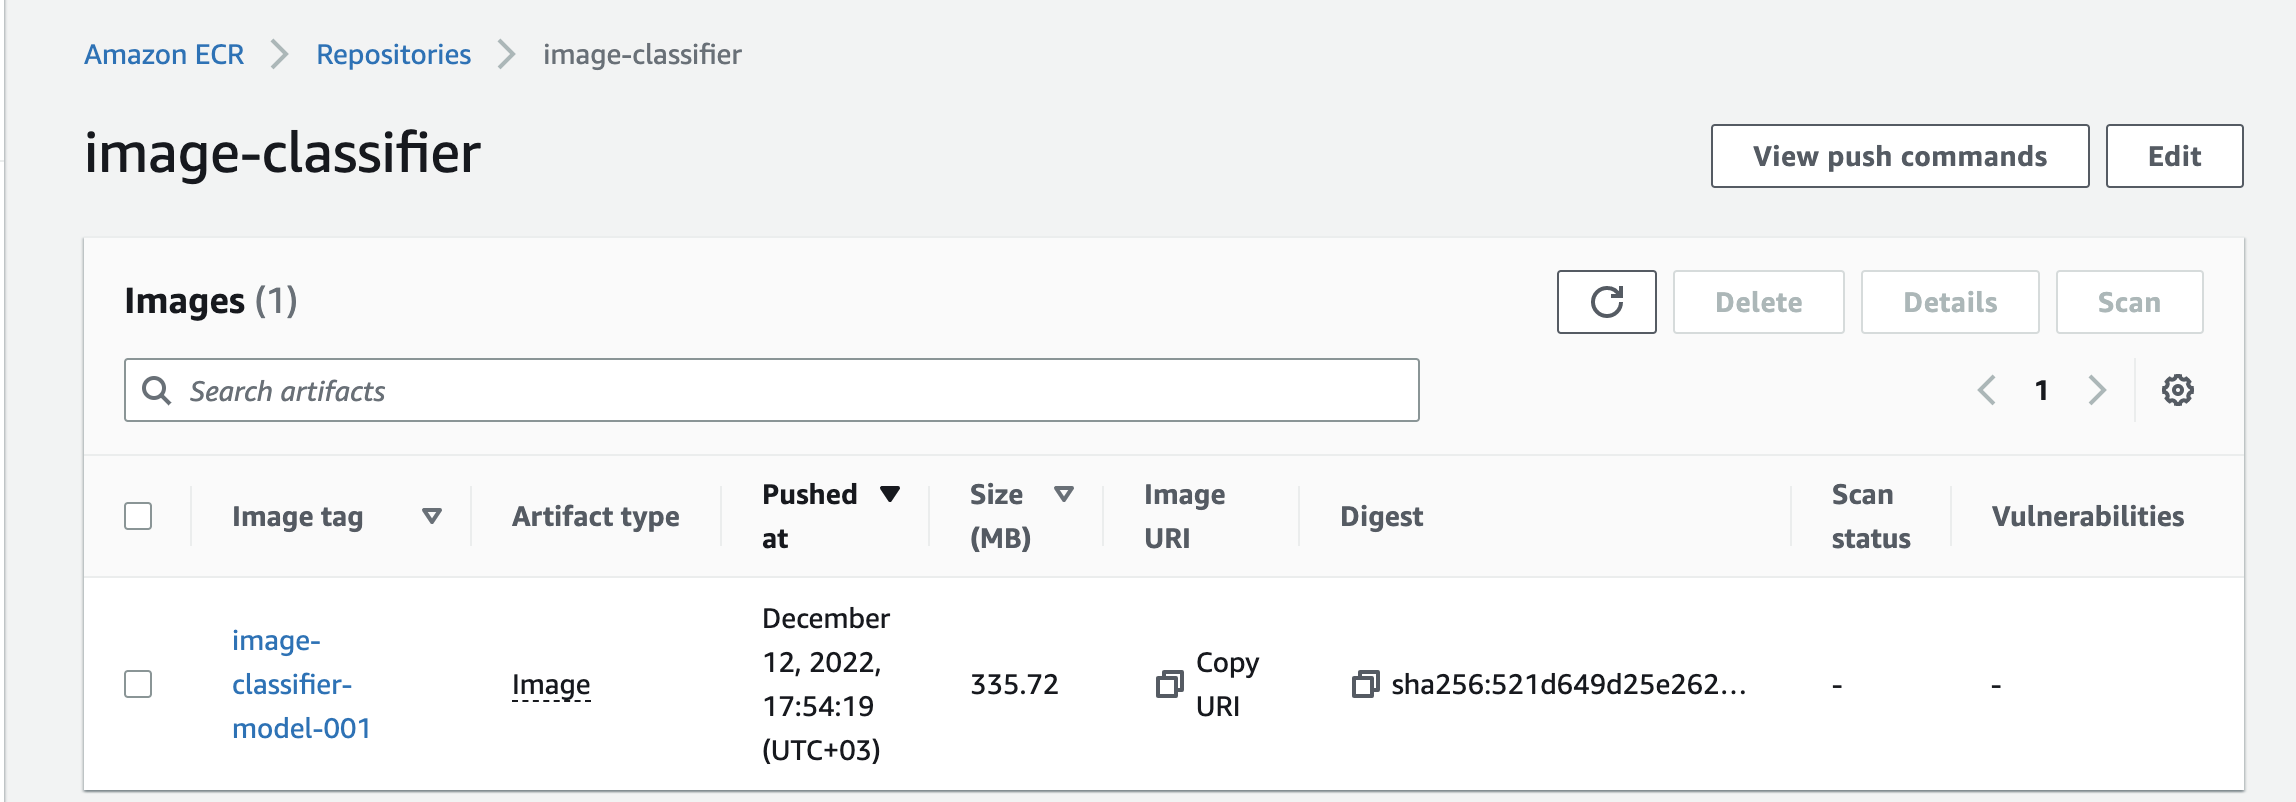 Amazon ECR Repositories image-classifier
image-classifier
View push commands
Edit
Images (1)
Delete
Details
Scan
Search artifacts
1
Image tag
Artifact type
Pushed
at
Size
(MB)
Image
URI
Digest
Scan
status
Vulnerabilities
image-
classifier-
model-001
Image
December
12, 2022,
17:54:19
(UTC+03)
335.72
Copy
URI
sha256:521d649d25e262...
-
-